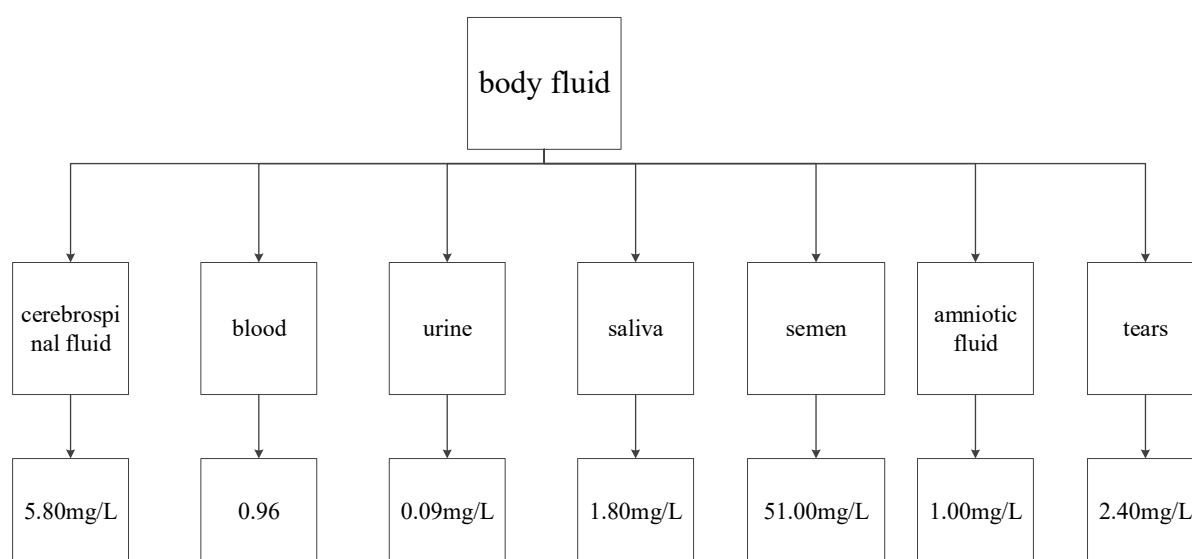 body fluid
cerebrospi
nal fluid
blood
urine
saliva
semen
amniotic
fluid
tears
5.80mg/L
0.96
0.09mg/L
1.80mg/L
51.00mg/L
1.00mg/L
2.40mg/L